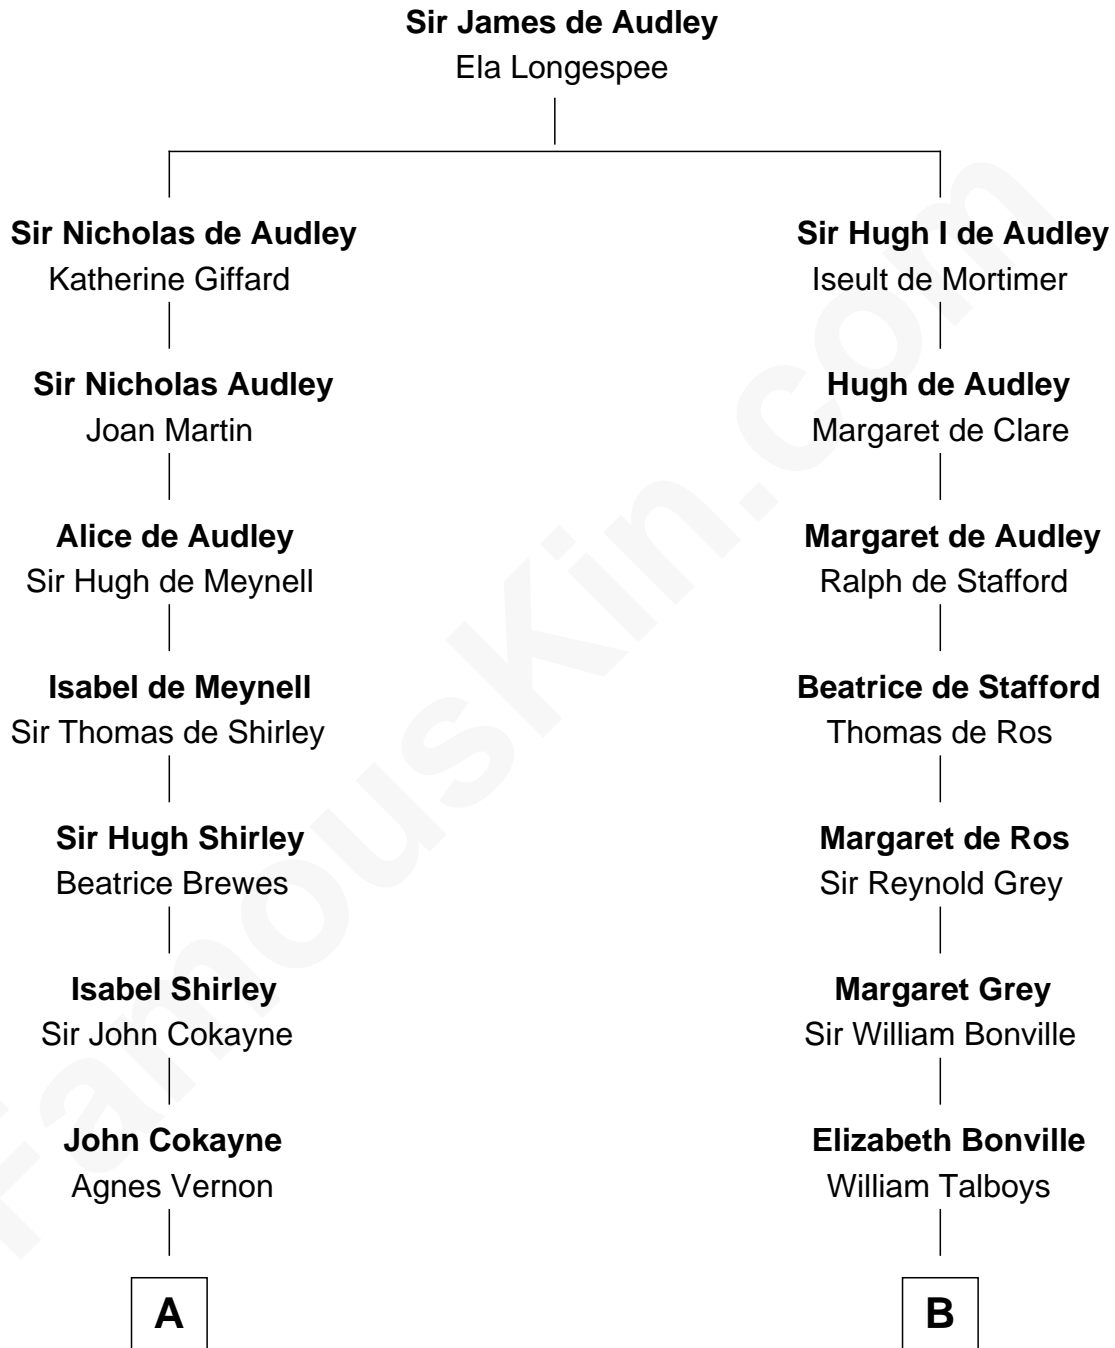 Sir James de Audley
Ela Longespee
Sir Nicholas de Audley
Katherine Giffard
Sir Hugh I de Audley
Iseult de Mortimer
Sir Nicholas Audley
Joan Martin
Hugh de Audley
Margaret de Clare
Alice de Audley
Sir Hugh de Meynell
Margaret de Audley
Ralph de Stafford
Isabel de Meynell
Sir Thomas de Shirley
Beatrice de Stafford
Thomas de Ros
Sir Hugh Shirley
Beatrice Brewes
Margaret de Ros
Sir Reynold Grey
Isabel Shirley
Sir John Cokayne
Margaret Grey
Sir William Bonville
John Cokayne
Agnes Vernon
Elizabeth Bonville
William Talboys
A
B
FamousKin.com